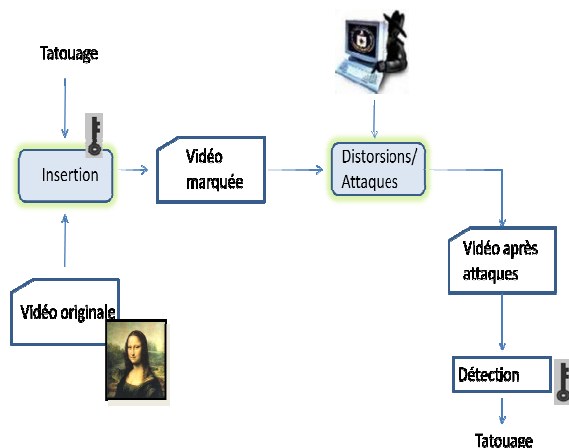 Tatouage
Insertion
Vidéo
marquée
Distorsions/
Attaques
Vidéo originale
Vidéo après
attaques
Détection
Tatouage